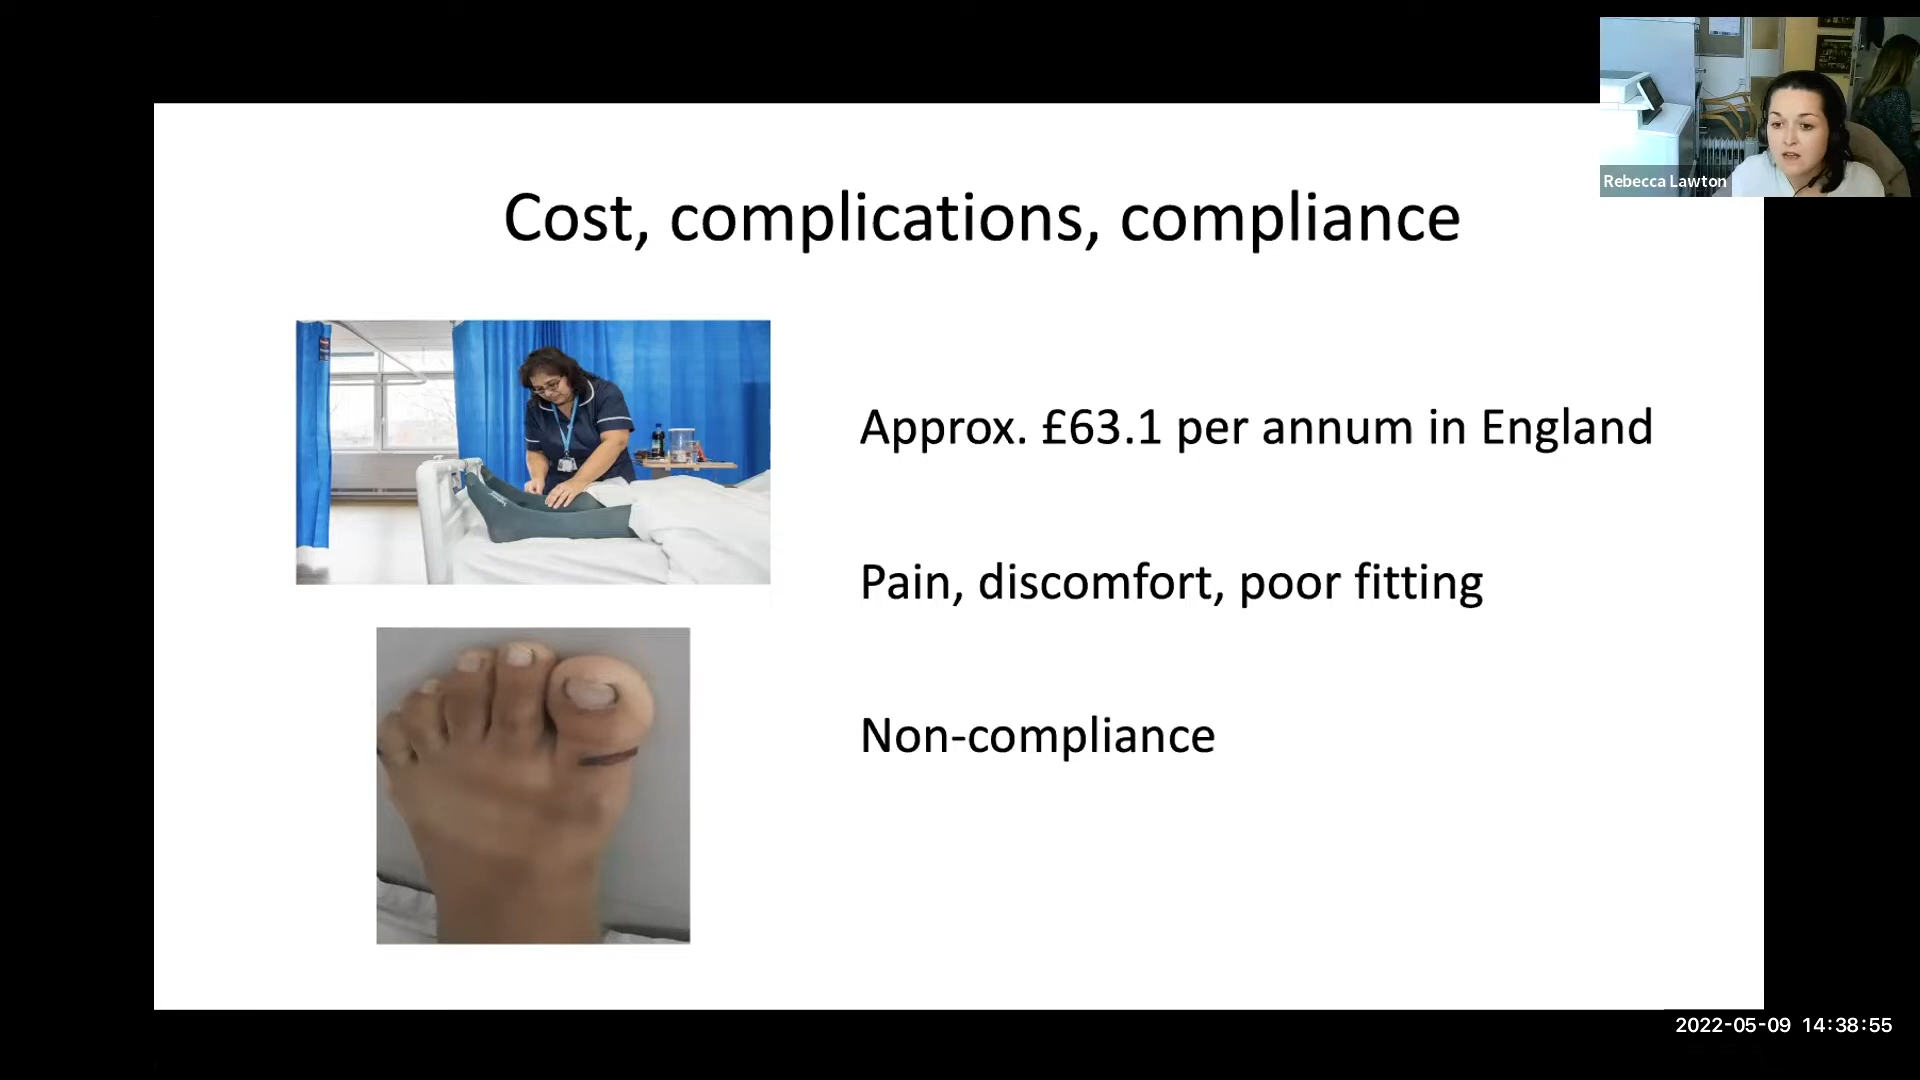 Rebecca Lawton
Cost, complications, compliance
Approx. £63.1 per annum in England
Pain, discomfort, poor fitting
Non-compliance
2022-05-09 14:38:55